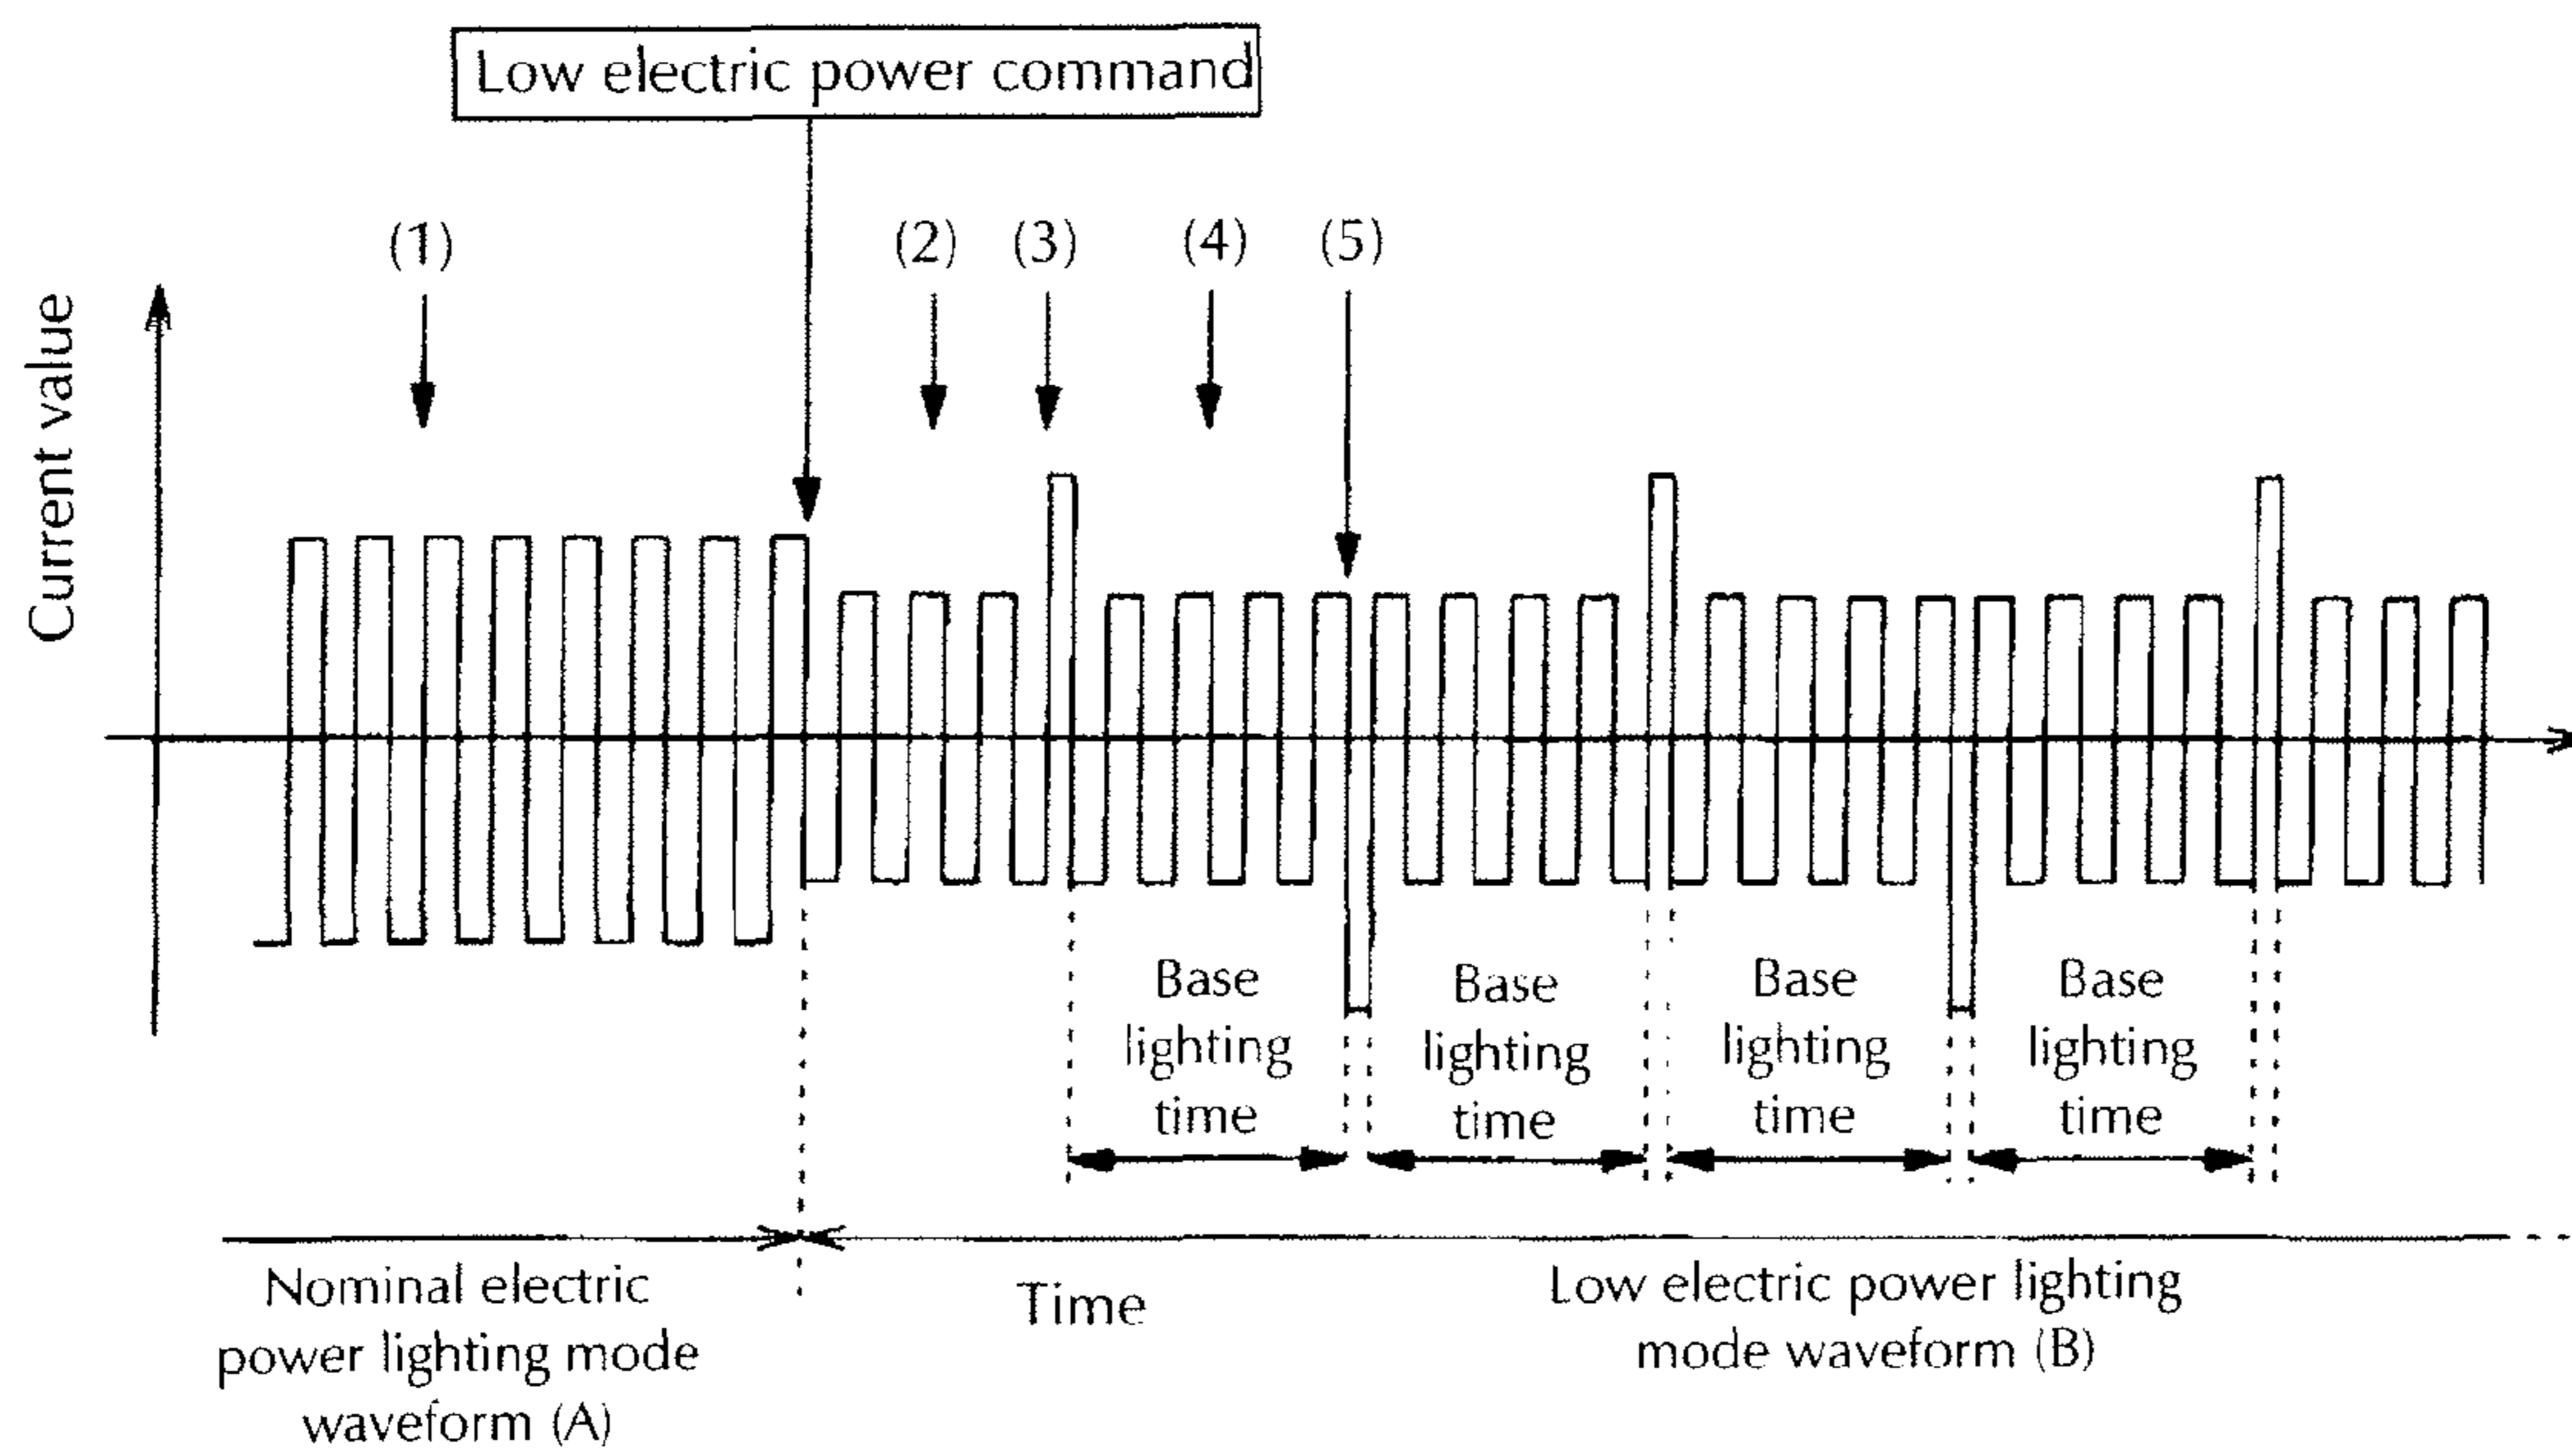 Low electric power command
(1)
(2)
(3)
(4)
(5)
Current value
Base
lighting
time
Base
lighting
time
Base
lighting
time
Base
lighting
time
Nominal electric
power lighting mode
waveform (A)
Time
Low electric power lighting
mode waveform (B)